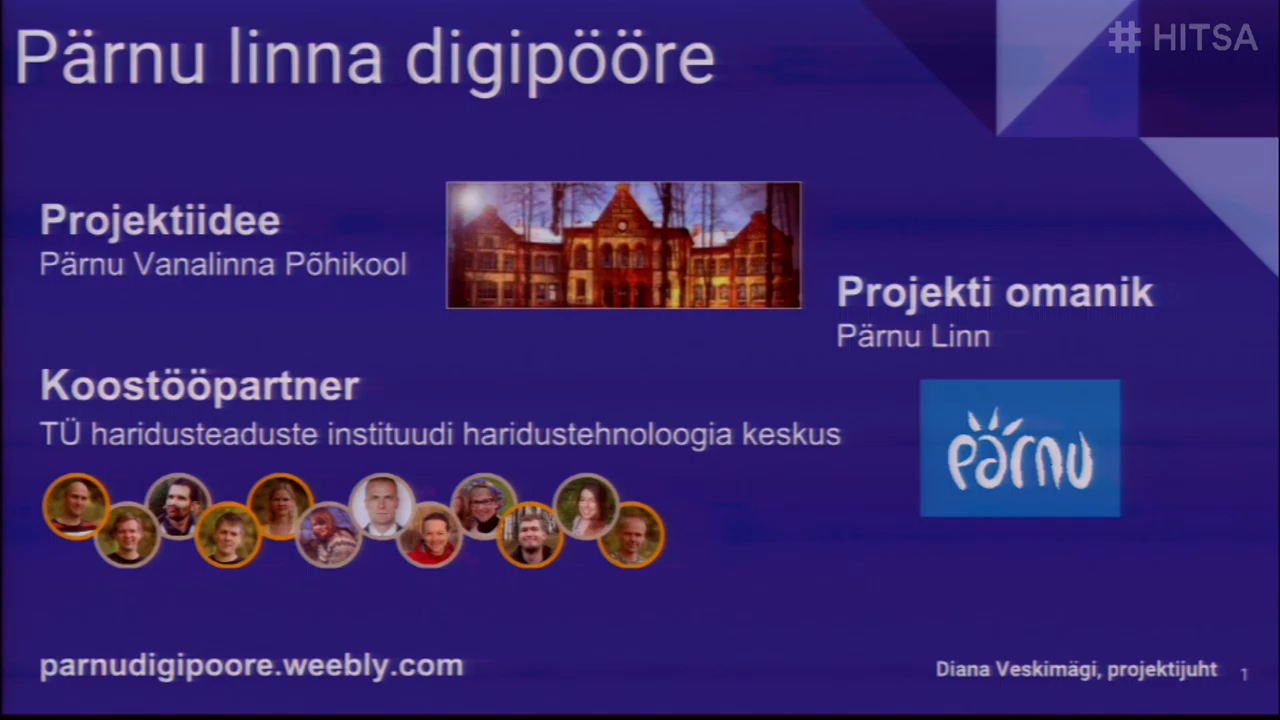 Pärnu linna digipööre
# HITSA
Projektiidee
Pärnu Vanalinna Põhikool
Projekti omanik
Pärnu Linn
Koostööpartner
TÜ haridusteaduste instituudi haridustehnoloogia keskus
pärnu
parnudigipoore.weebly.com
Diana Veskimägi, projektijuht
1